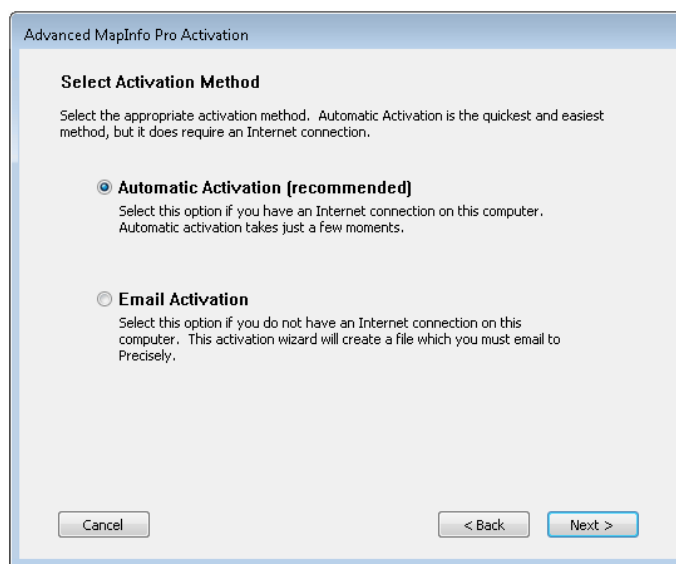 Advanced MapInfo Pro Activation
Select Activation Method
Select the appropriate activation method.  Automatic Activation is the quickest and easiest
method, but it does require an Internet connection.
Automatic Activation (recommended)
Select this option if you have an Internet connection on this computer.
Automatic activation takes just a few moments.
Email Activation
Select this option if you do not have an Internet connection on this
computer.  This activation wizard will create a file which you must email to
Precisely.
Cancel
< Back
Next >